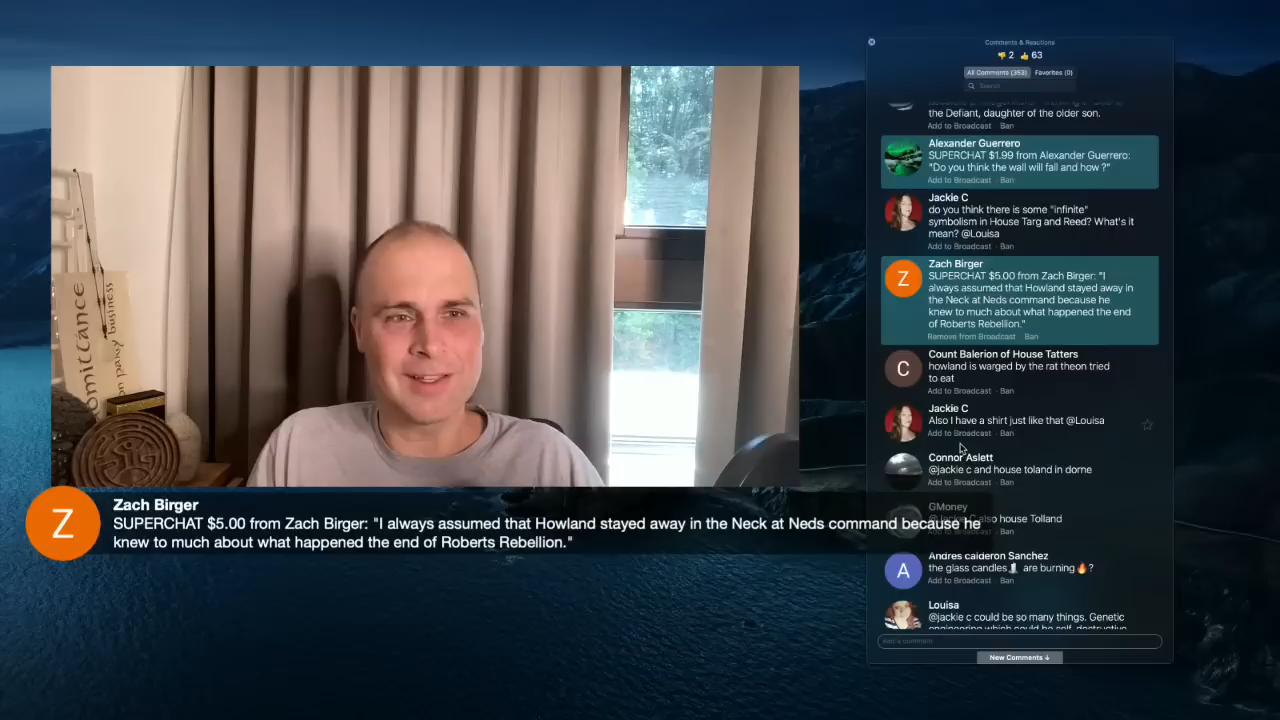 Comments & Reactions
👎 2 👍 63
All Comments (353) Favorites (0)
Search
the Defiant, daughter of the older son.
Add to Broadcast · Ban
Alexander Guerrero
SUPERCHAT $1.99 from Alexander Guerrero:
"Do you think the wall will fall and how ?"
Add to Broadcast · Ban
Jackie C
do you think there is some "infinite"
symbolism in House Targ and Reed? What's it
mean? @Louisa
Add to Broadcast · Ban
Z
Zach Birger
SUPERCHAT $5.00 from Zach Birger: "I
always assumed that Howland stayed away in
the Neck at Neds command because he
knew to much about what happened the end
of Roberts Rebellion."
Remove from Broadcast · Ban
C
Count Balerion of House Tatters
howland is warged by the rat theon tried
to eat
Add to Broadcast · Ban
Jackie C
Also I have a shirt just like that @Louisa
Add to Broadcast · Ban
Connor Aslett
@jackie c and house toland in dorne
Add to Broadcast · Ban
GMoney
@Jackie C also house Tolland
Add to Broadcast · Ban
A
Andres calderon Sanchez
the glass candles🕯️ are burning🔥?
Add to Broadcast · Ban
Louisa
@jackie c could be so many things. Genetic
engineering which could be self-destructive
Add a comment
New Comments ↓
business
Z
Zach Birger
SUPERCHAT $5.00 from Zach Birger: "I always assumed that Howland stayed away in the Neck at Neds command because he
knew to much about what happened the end of Roberts Rebellion."